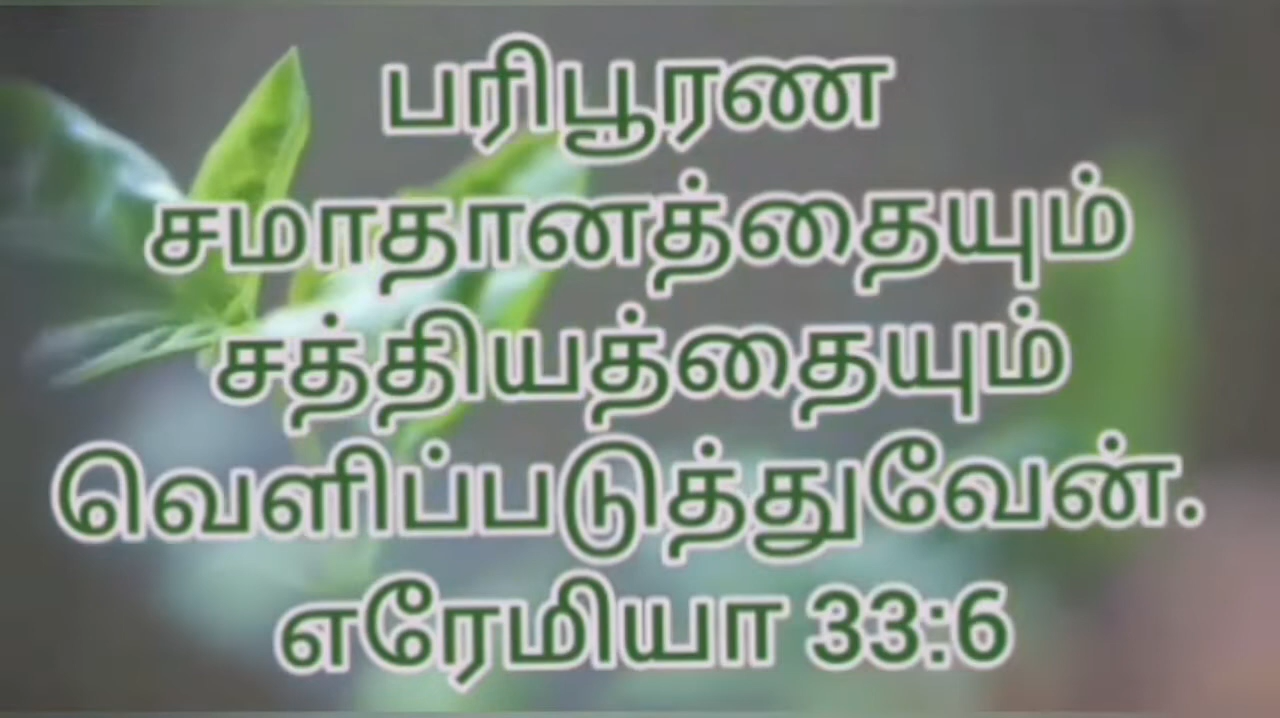 பரிபூரண
சமாதானத்தையும்
சத்தியத்தையும்
வெளிப்படுத்துவேன்.
எரேமியா 33:6